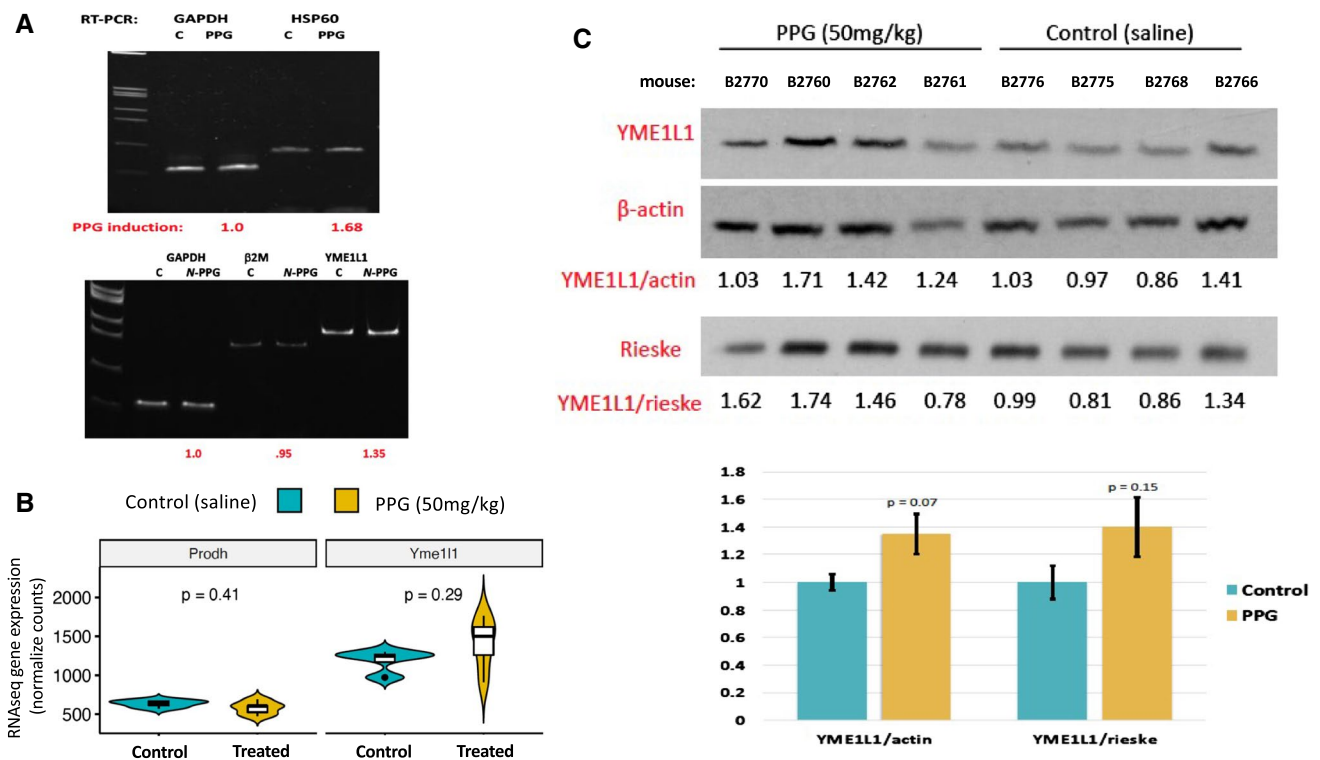 A
RT-PCR: GAPDH HSP60
C PPG C PPG
PPG induction: 1.0 1.68
GAPDH β2M YME1L1
C N-PPG C N-PPG C N-PPG
1.0 .95 1.35
B
Control (saline) PPG (50mg/kg)
Prodh Yme1l1
RNAseq gene expression
(normalize counts)
p = 0.41 p = 0.29
2000
1500
1000
500
Control Treated Control Treated
C
PPG (50mg/kg) Control (saline)
mouse: B2770 B2760 B2762 B2761 B2776 B2775 B2768 B2766
YME1L1
β-actin
YME1L1/actin 1.03 1.71 1.42 1.24 1.03 0.97 0.86 1.41
Rieske
YME1L1/rieske 1.62 1.74 1.46 0.78 0.99 0.81 0.86 1.34
1.8
1.6
1.4
1.2
1
0.8
0.6
0.4
0.2
0
p = 0.07 p = 0.15
Control
PPG
YME1L1/actin YME1L1/rieske